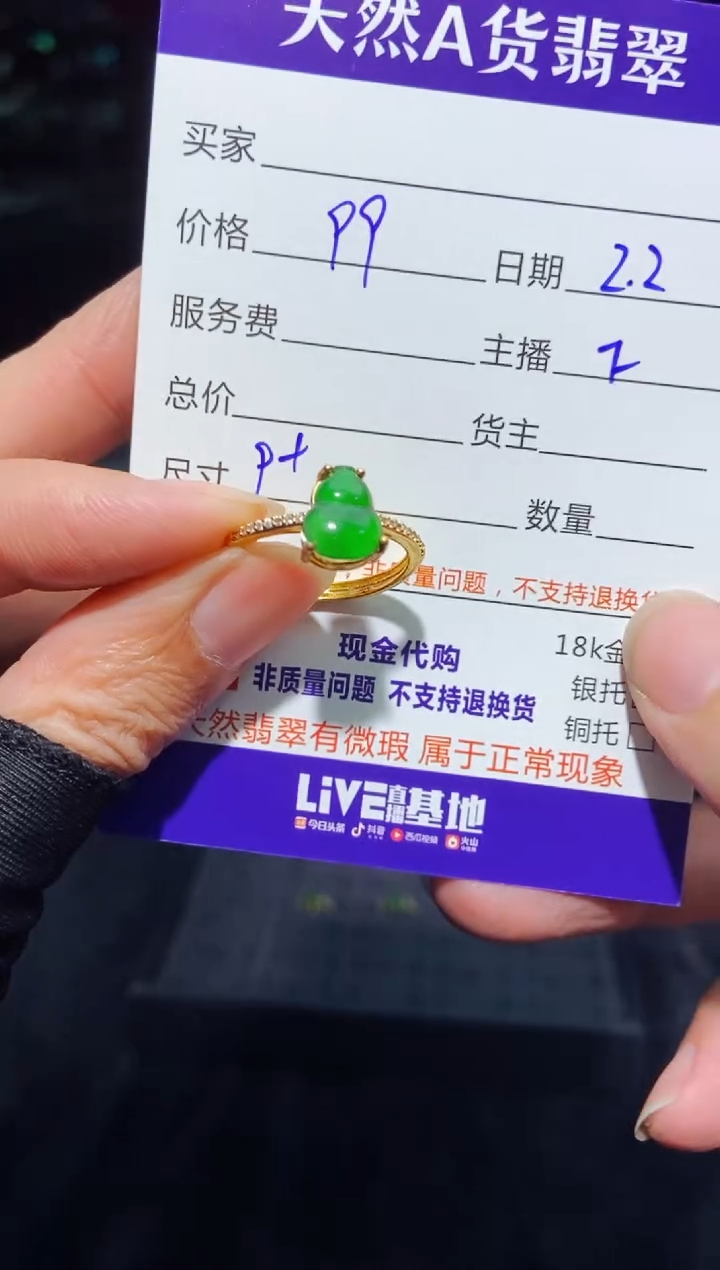 天然A货翡翠
买家
价格 pq 日期 2.2
服务费 主播
总价 货主
尺寸 p+ 数量
非质量问题，不支持退换货
现金代购 18k金
非质量问题 不支持退换货 银托
铜托
天然翡翠有微瑕 属于正常现象
LiVE直播基地
今日头条 抖音 西瓜视频 火山